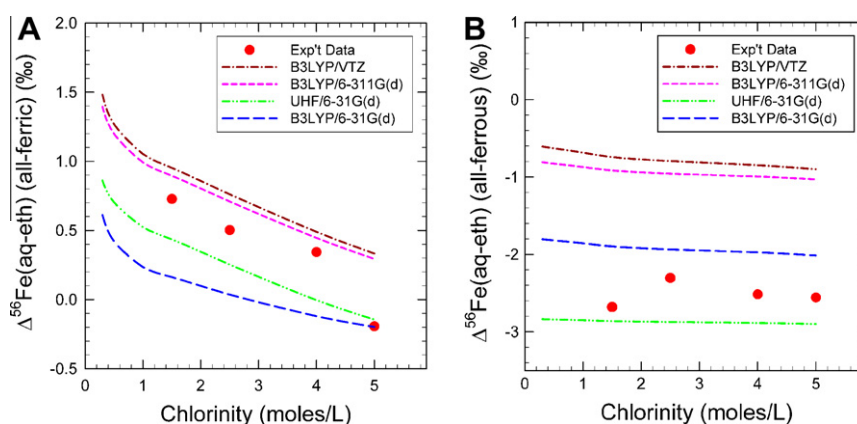 A
Δ⁵⁶Fe(aq-eth) (all-ferric) (‰)
2.0
1.5
1.0
0.5
0.0
-0.5
Exp't Data
B3LYP/VTZ
B3LYP/6-311G(d)
UHF/6-31G(d)
B3LYP/6-31G(d)
0 1 2 3 4 5
Chlorinity (moles/L)
B
Δ⁵⁶Fe(aq-eth) (all-ferrous) (‰)
1
0
-1
-2
-3
Exp't Data
B3LYP/VTZ
B3LYP/6-311G(d)
UHF/6-31G(d)
B3LYP/6-31G(d)
0 1 2 3 4 5
Chlorinity (moles/L)